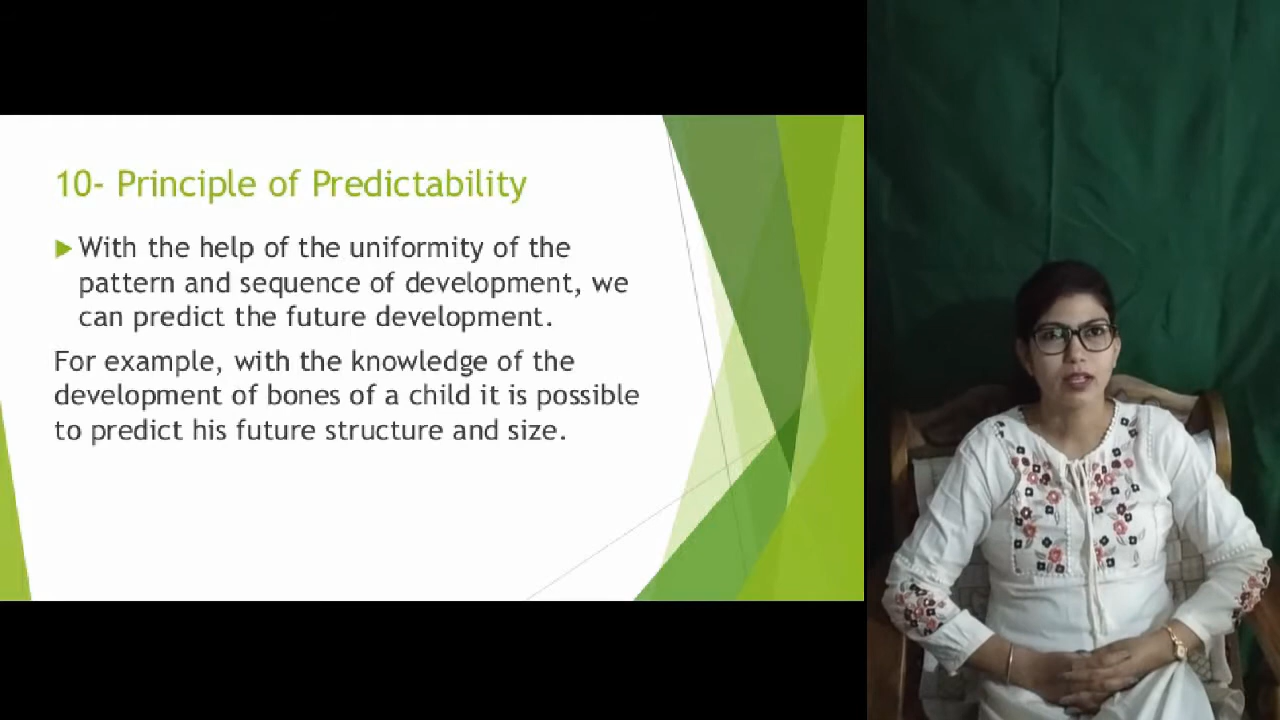 10- Principle of Predictability
With the help of the uniformity of the
pattern and sequence of development, we
can predict the future development.
For example, with the knowledge of the
development of bones of a child it is possible
to predict his future structure and size.